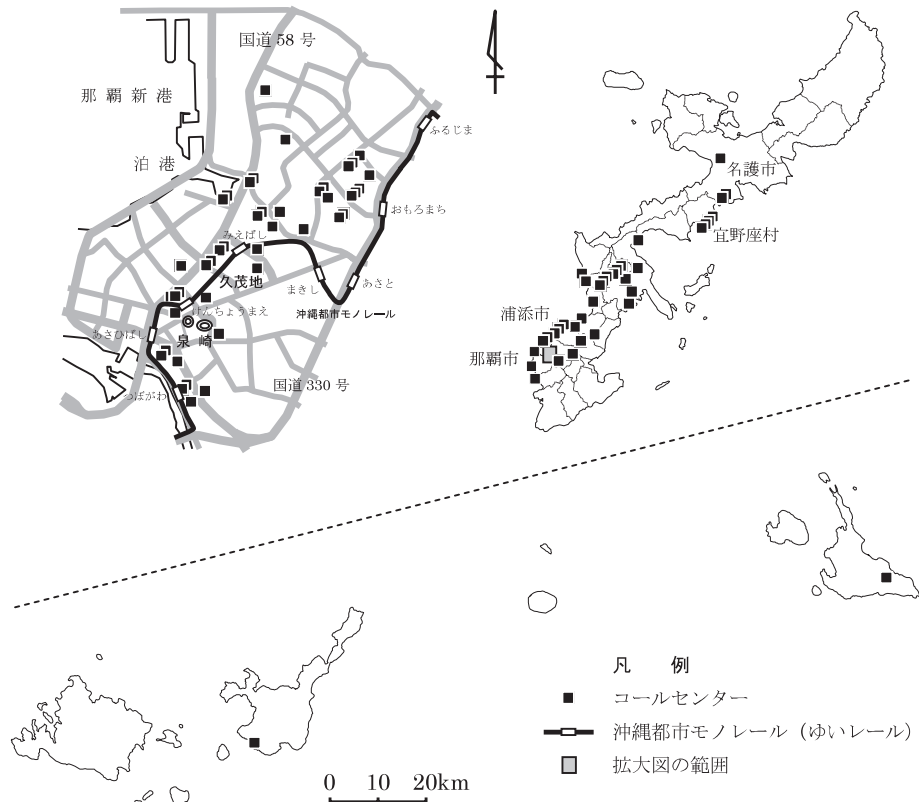 国道58号
那覇新港
ふるじま
泊港
おもろまち
みえばし
久茂地
まきし
あさと
けんちょうまえ
沖縄都市モノレール
あさひばし
泉崎
国道330号
つぼがわ
名護市
宜野座村
浦添市
那覇市
凡例
コールセンター
沖縄都市モノレール（ゆいレール）
拡大図の範囲
0 10 20km